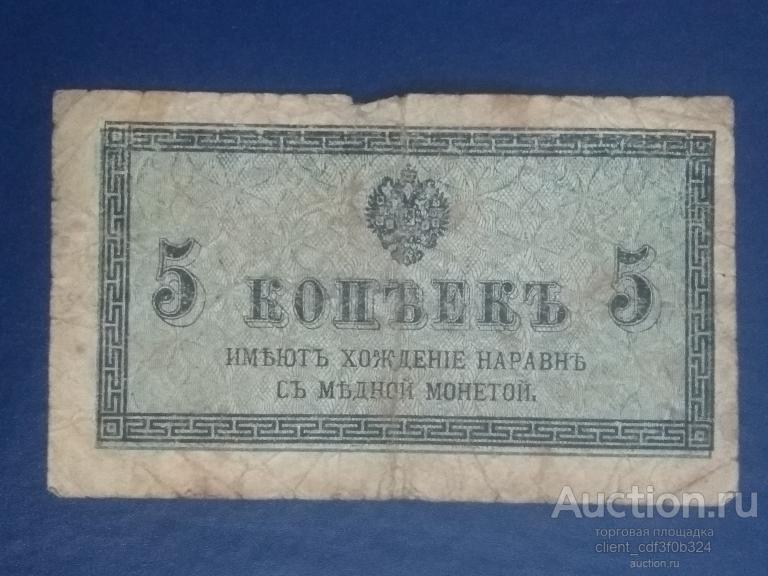 5 КОПѢЕКЪ 5
ИМѢЮТЪ ХОЖДЕНІЕ НАРАВНѢ
СЪ МѢДНОЙ МОНЕТОЙ.
Auction.ru
торговая площадка
client_cdf3f0b324
auction.ru